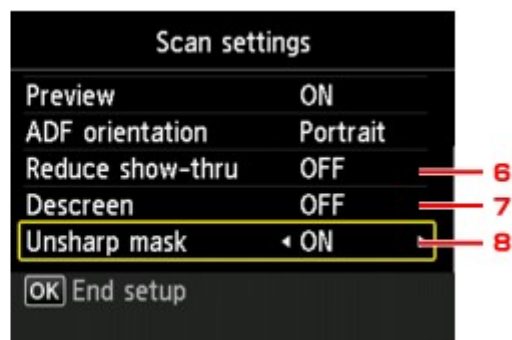 Scan settings
Preview ON
ADF orientation Portrait
Reduce show-thru OFF 6
Descreen OFF 7
Unsharp mask ON 8
OK End setup